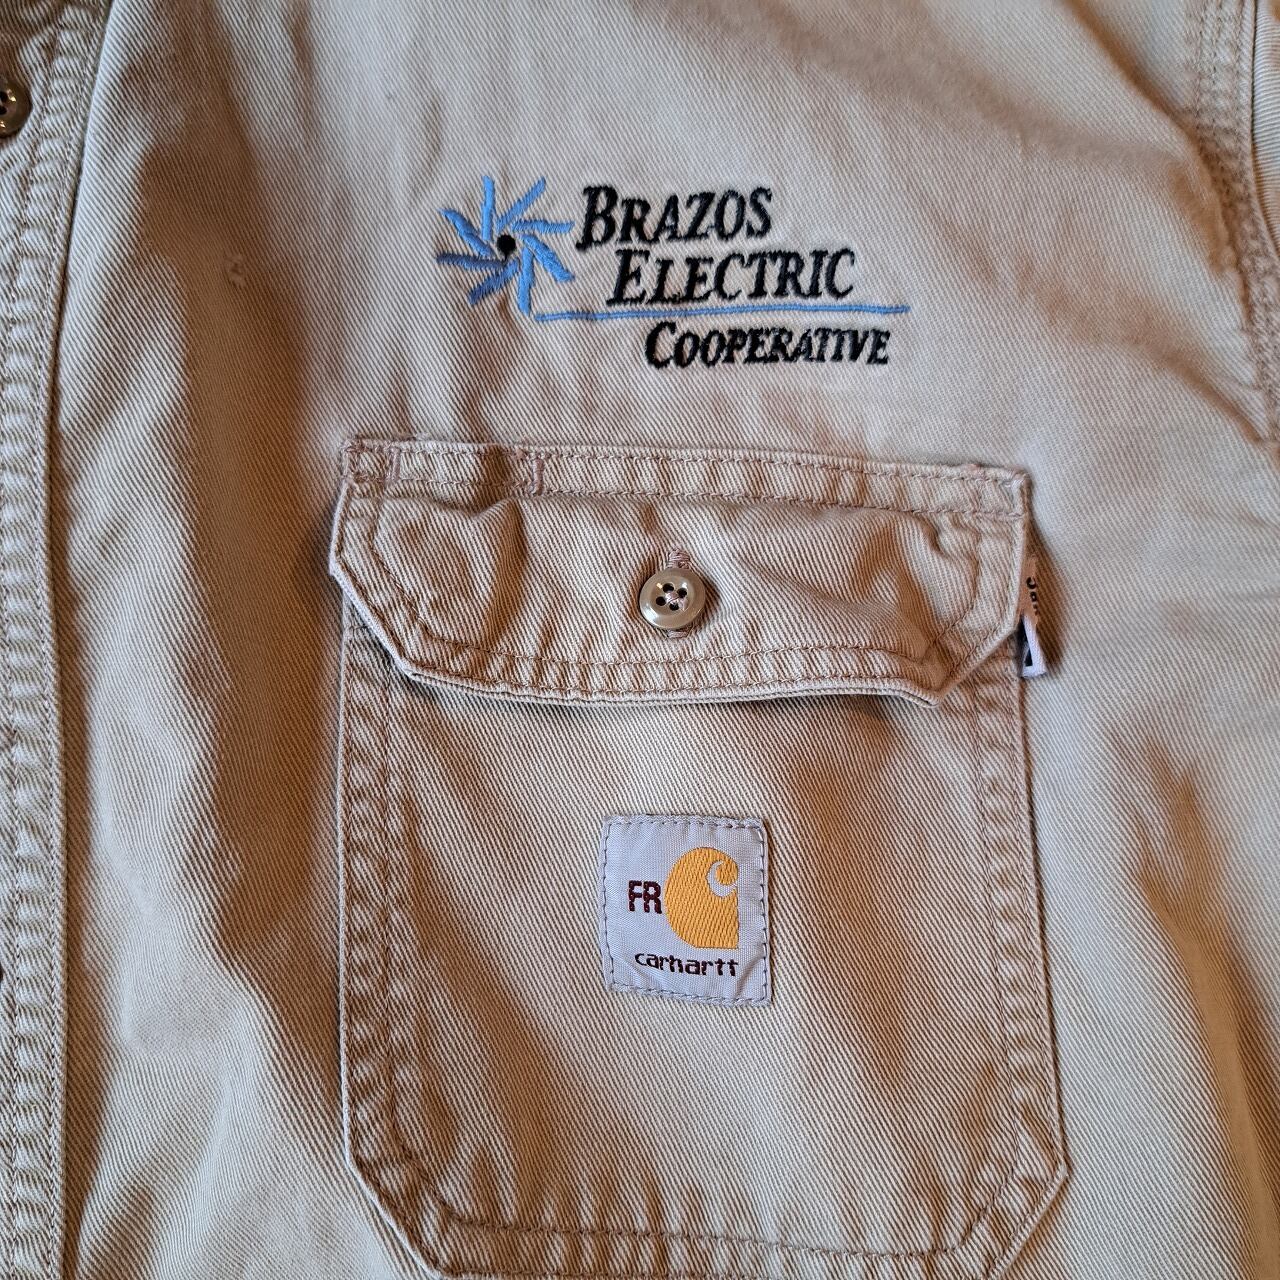 BRAZOS
ELECTRIC
COOPERATIVE
FR
carhartt